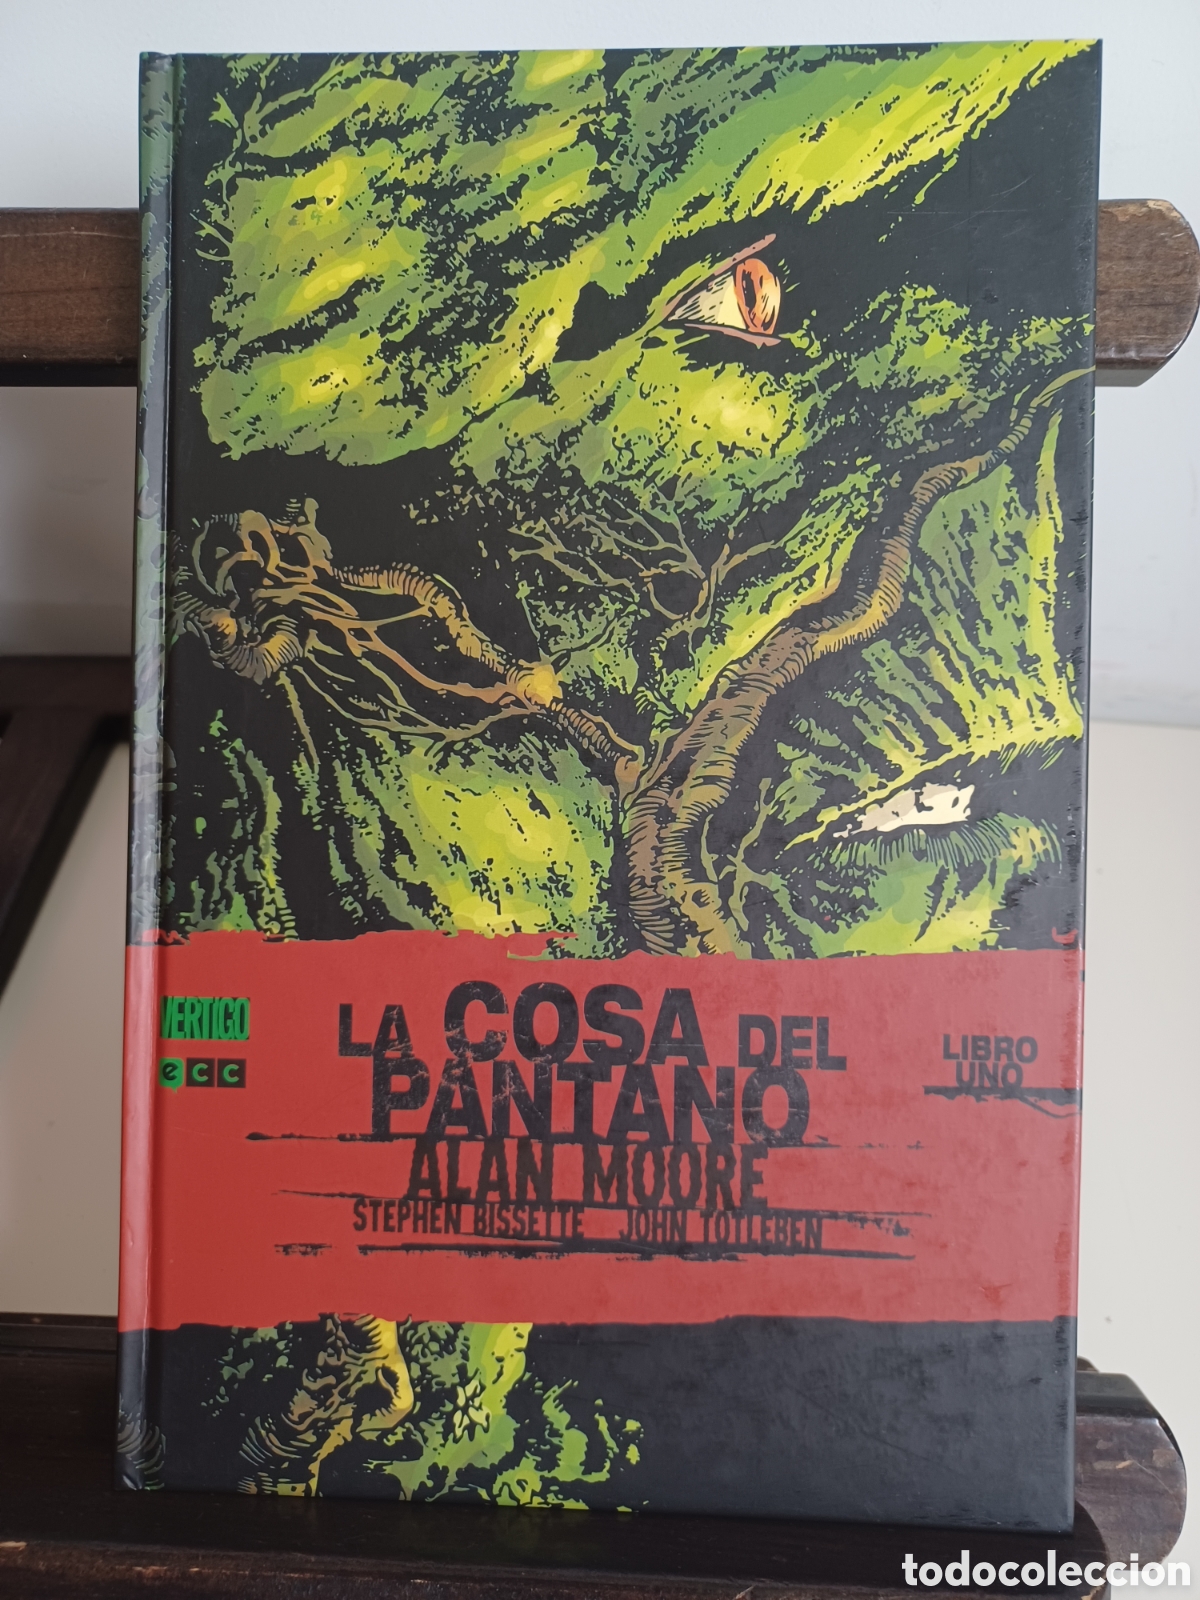 VERTIGO
ecc
LA COSA DEL
PANTANO
LIBRO
UNO
ALAN MOORE
STEPHEN BISSETTE JOHN TOTLEBEN
todocoleccion